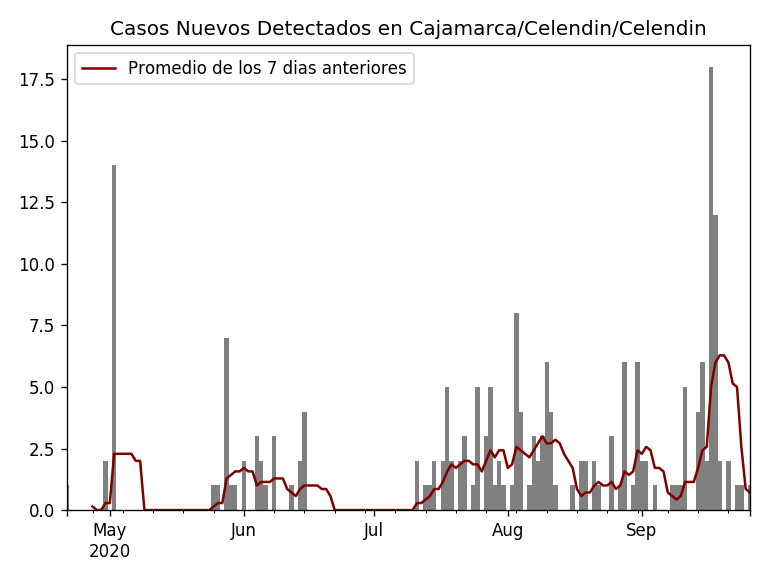 Casos Nuevos Detectados en Cajamarca/Celendin/Celendin
Promedio de los 7 dias anteriores
17.5
15.0
12.5
10.0
7.5
5.0
2.5
0.0
May
2020
Jun
Jul
Aug
Sep